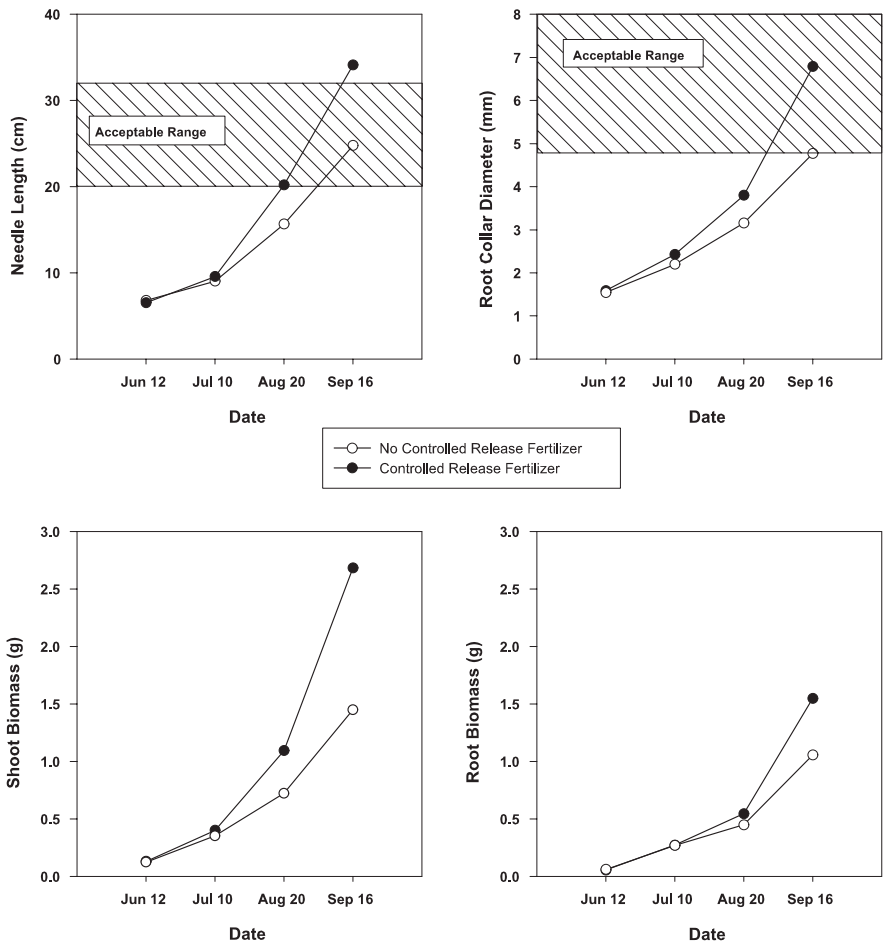 40
30
20
10
0
Needle Length (cm)
Acceptable Range
Jun 12 Jul 10 Aug 20 Sep 16
Date
8
7
6
5
4
3
2
1
0
Root Collar Diameter (mm)
Acceptable Range
Jun 12 Jul 10 Aug 20 Sep 16
Date
No Controlled Release Fertilizer
Controlled Release Fertilizer
3.0
2.5
2.0
1.5
1.0
0.5
0.0
Shoot Biomass (g)
Jun 12 Jul 10 Aug 20 Sep 16
Date
3.0
2.5
2.0
1.5
1.0
0.5
0.0
Root Biomass (g)
Jun 12 Jul 10 Aug 20 Sep 16
Date